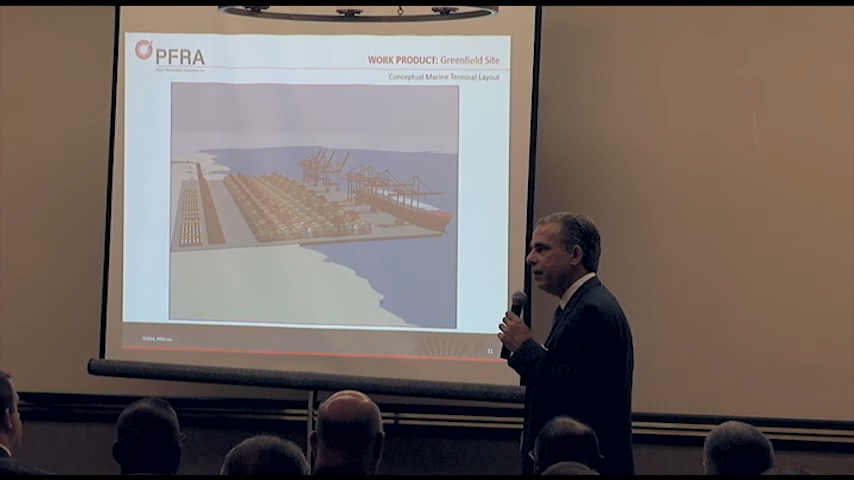 PFRA
WORK PRODUCT: Greenfield Site
Conceptual Marine Terminal Layout